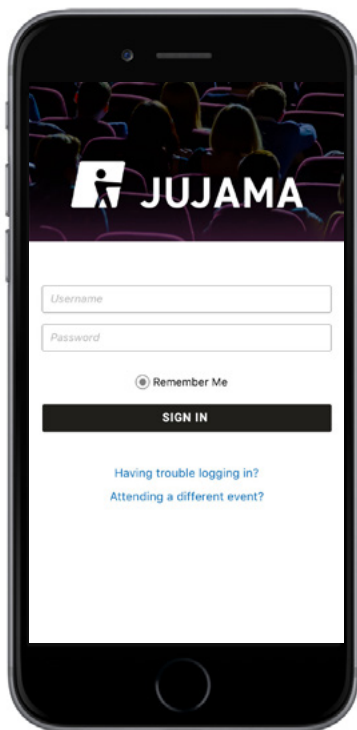 JUJAMA
Username
Password
Remember Me
SIGN IN
Having trouble logging in?
Attending a different event?